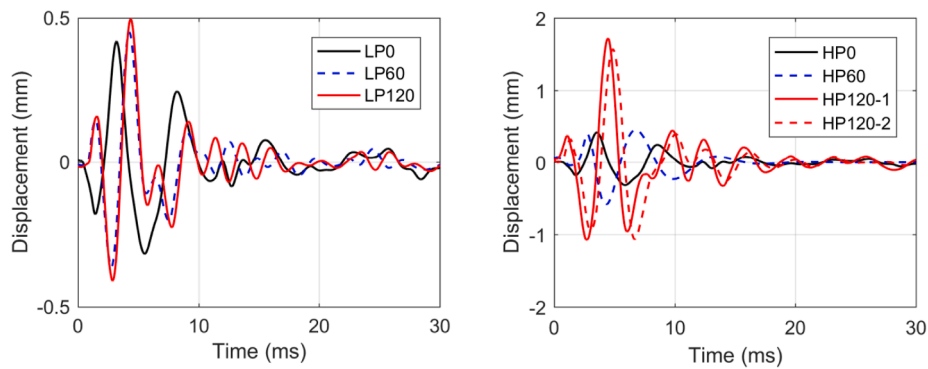 0.5
0
-0.5
Displacement (mm)
LP0
LP60
LP120
0 10 20 30
Time (ms)
2
1
0
-1
-2
Displacement (mm)
HP0
HP60
HP120-1
HP120-2
0 10 20 30
Time (ms)